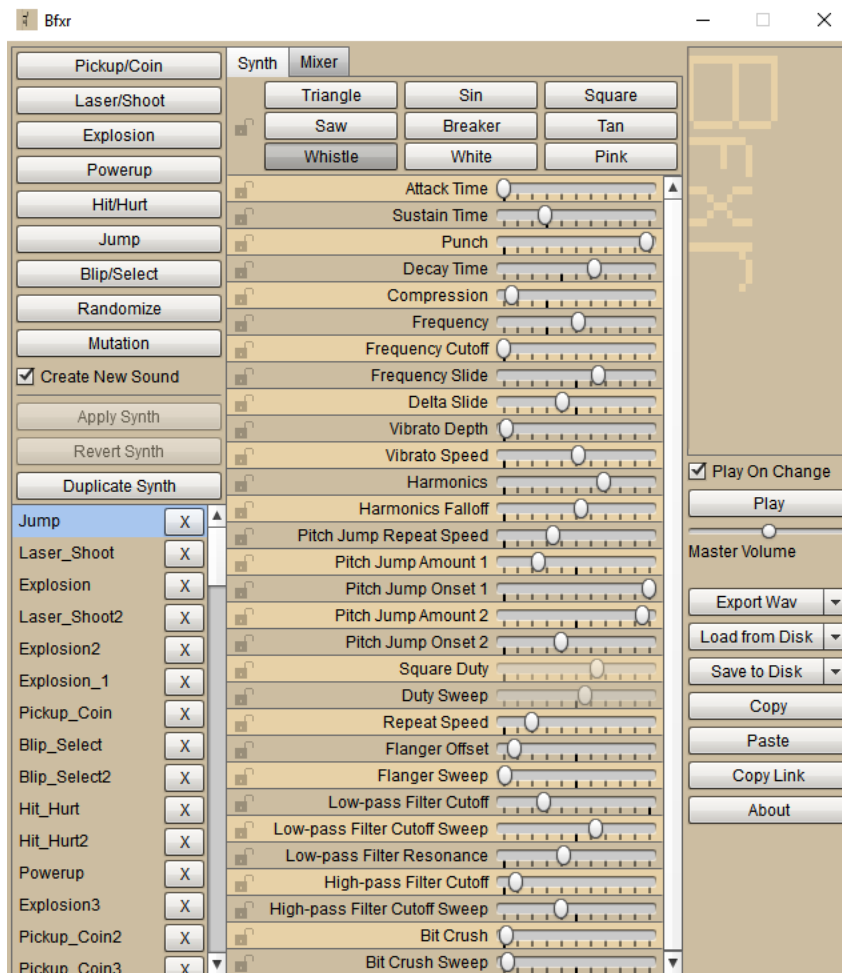 Bfxr
Pickup/Coin
Laser/Shoot
Explosion
Powerup
Hit/Hurt
Jump
Blip/Select
Randomize
Mutation
Create New Sound
Apply Synth
Revert Synth
Duplicate Synth
Jump X
Laser_Shoot X
Explosion X
Laser_Shoot2 X
Explosion2 X
Explosion_1 X
Pickup_Coin X
Blip_Select X
Blip_Select2 X
Hit_Hurt X
Hit_Hurt2 X
Powerup X
Explosion3 X
Pickup_Coin2 X
Pickup_Coin3 X
Synth Mixer
Triangle Sin Square
Saw Breaker Tan
Whistle White Pink
Attack Time
Sustain Time
Punch
Decay Time
Compression
Frequency
Frequency Cutoff
Frequency Slide
Delta Slide
Vibrato Depth
Vibrato Speed
Harmonics
Harmonics Falloff
Pitch Jump Repeat Speed
Pitch Jump Amount 1
Pitch Jump Onset 1
Pitch Jump Amount 2
Pitch Jump Onset 2
Square Duty
Duty Sweep
Repeat Speed
Flanger Offset
Flanger Sweep
Low-pass Filter Cutoff
Low-pass Filter Cutoff Sweep
Low-pass Filter Resonance
High-pass Filter Cutoff
High-pass Filter Cutoff Sweep
Bit Crush
Bit Crush Sweep
Bfxr
Play On Change
Play
Master Volume
Export Wav
Load from Disk
Save to Disk
Copy
Paste
Copy Link
About